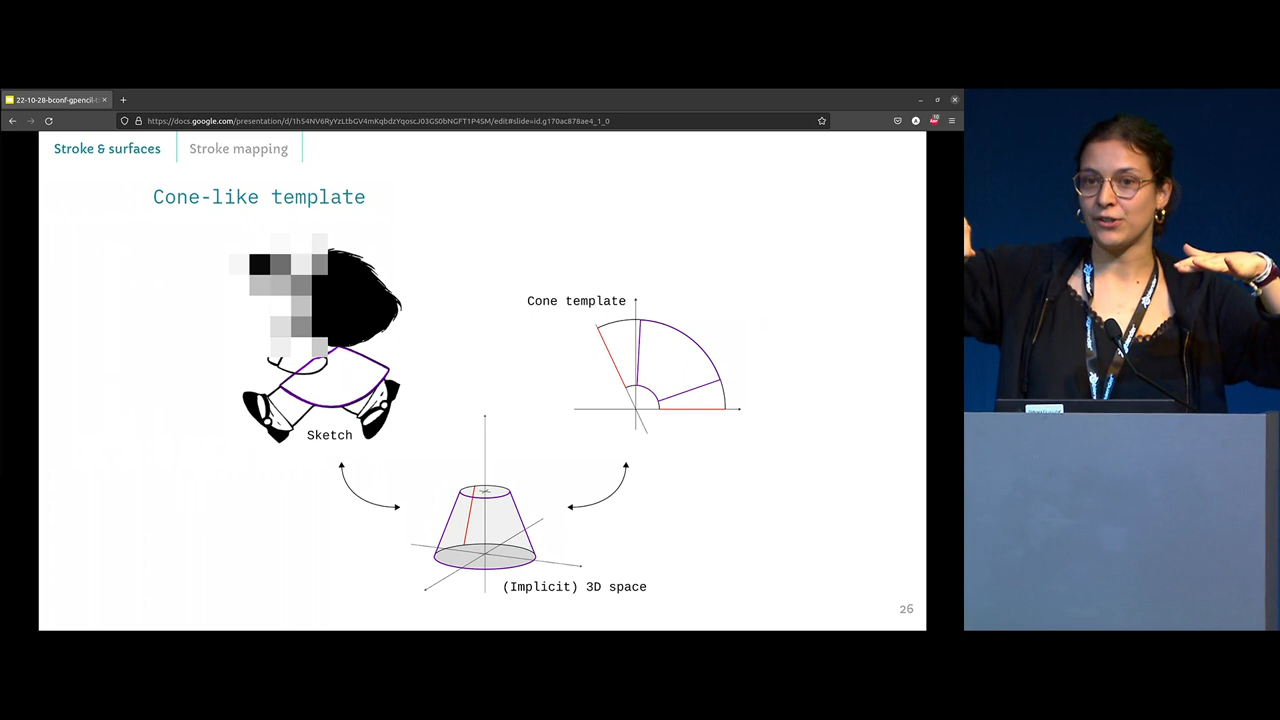 22-10-28-bconf-gpencil-t
https://docs.google.com/presentation/d/1h54NV6RyYzLtbGV4mKqbdzYqoscJ03GS0bNGFT1P4SM/edit#slide=id.g170ac878ae4_1_0
Stroke & surfaces
Stroke mapping
Cone-like template
Cone template
Sketch
(Implicit) 3D space
26